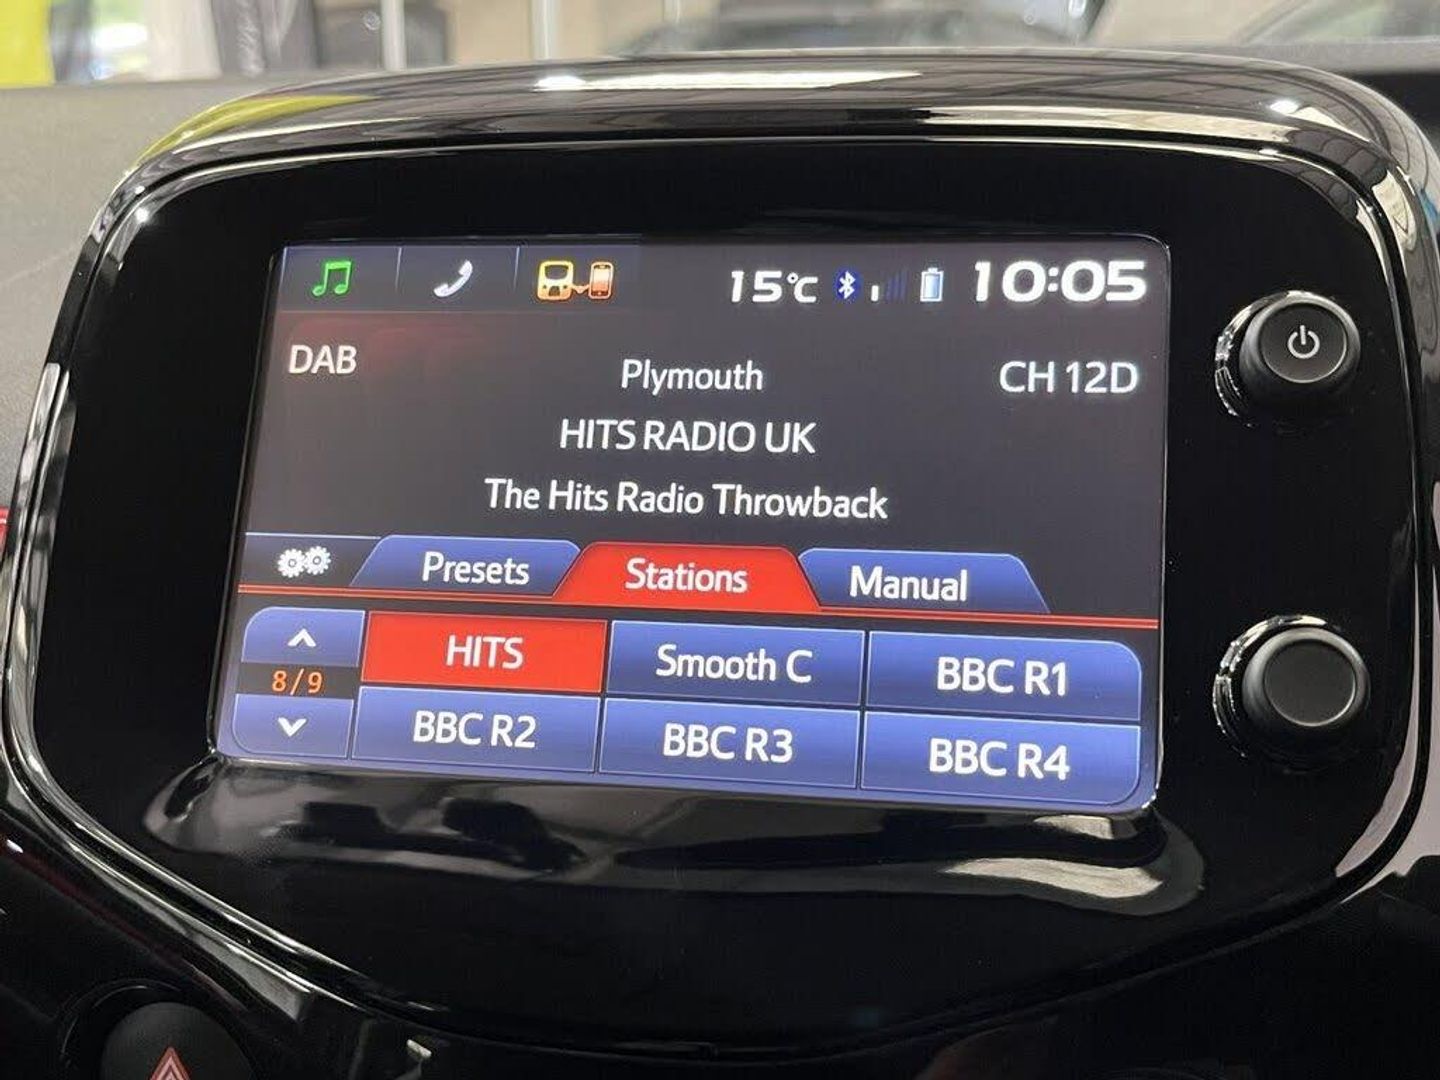 15°C 10:05
DAB
Plymouth
CH 12D
HITS RADIO UK
The Hits Radio Throwback
Presets Stations Manual
HITS Smooth C BBC R1
8/9
BBC R2 BBC R3 BBC R4